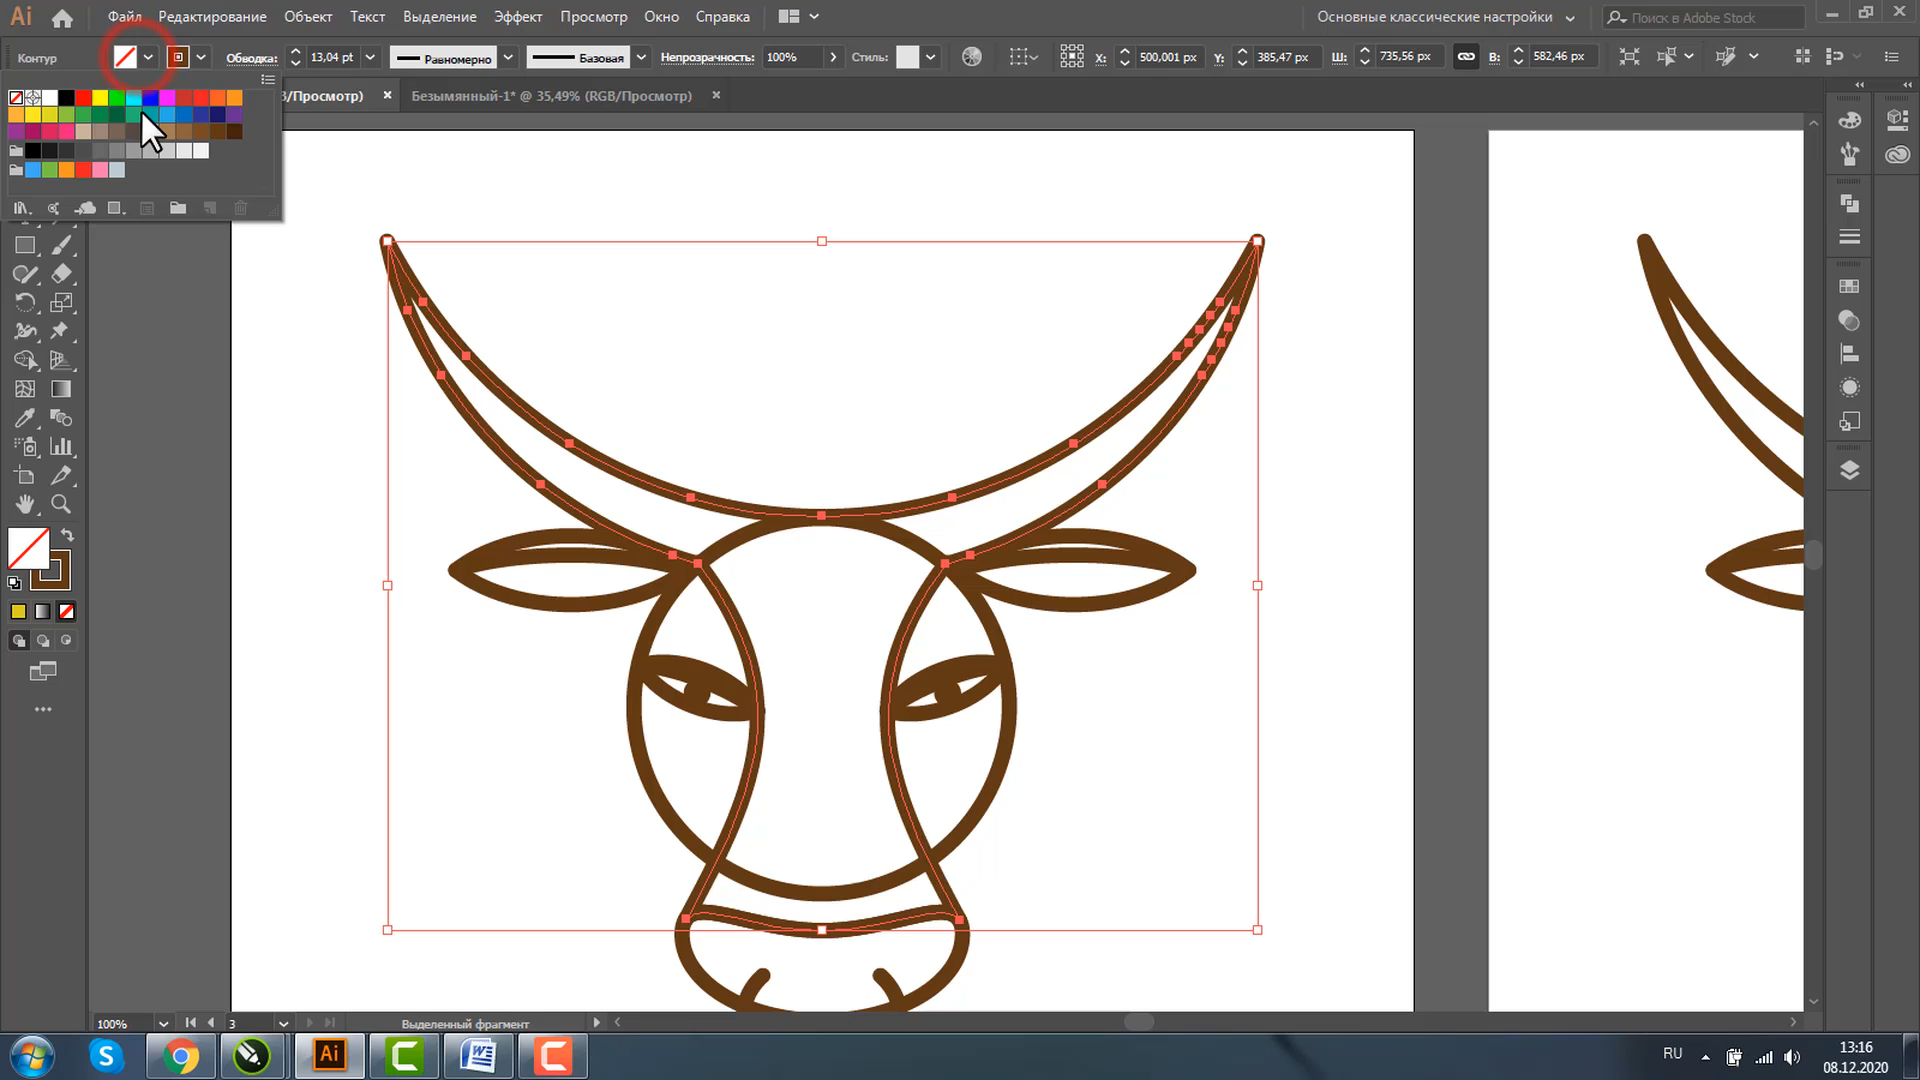 Ai Файл Редактирование Объект Текст Выделение Эффект Просмотр Окно Справка Основные классические настройки Поиск в Adobe Stock
Контур Обводка: 13,04 pt Равномерно Базовая Непрозрачность: 100% Стиль: X: 500,001 px Y: 385,47 px Ш: 735,56 px В: 582,46 px
B/Просмотр) × Безымянный-1* @ 35,49% (RGB/Просмотр) ×
100% 3 Выделенный фрагмент
S Ai C W C RU 13:16
08.12.2020